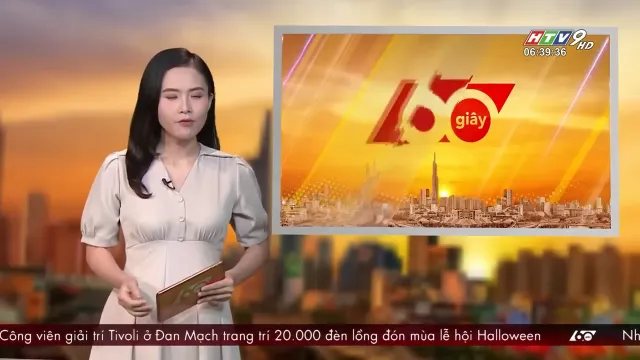 HTV9 HD
06:39:36
60 giây
Công viên giải trí Tivoli ở Đan Mạch trang trí 20.000 đèn lồng đón mùa lễ hội Halloween
60
Nh